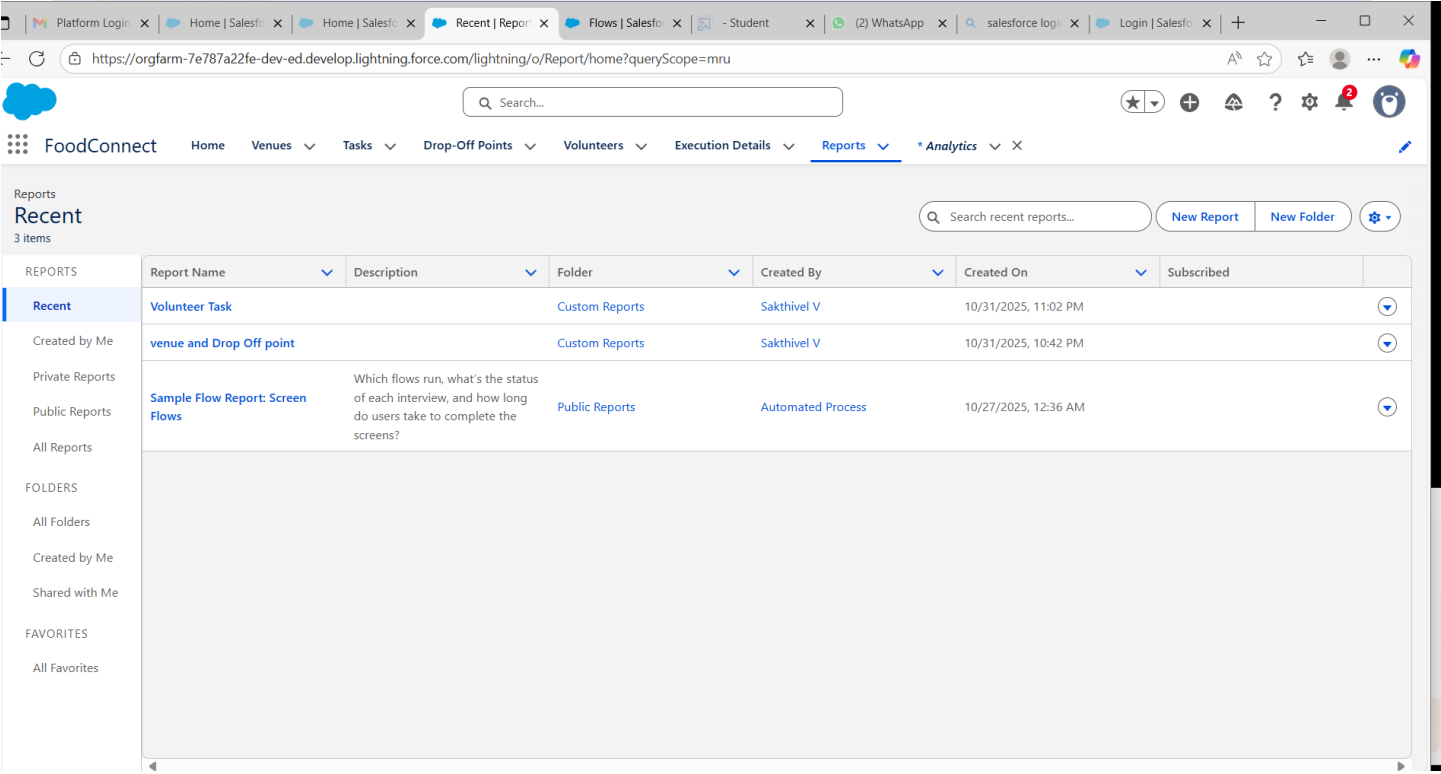 Platform Login
Home | Salesfo
Home | Salesfo
Recent | Report
Flows | Salesfo
- Student
(2) WhatsApp
salesforce login
Login | Salesfo
https://orgfarm-7e787a22fe-dev-ed.develop.lightning.force.com/lightning/o/Report/home?queryScope=mru
Search...
2
FoodConnect
Home
Venues
Tasks
Drop-Off Points
Volunteers
Execution Details
Reports
* Analytics
Reports
Recent
3 items
Search recent reports...
New Report
New Folder
REPORTS
Recent
Created by Me
Private Reports
Public Reports
All Reports
FOLDERS
All Folders
Created by Me
Shared with Me
FAVORITES
All Favorites
Report Name
Description
Folder
Created By
Created On
Subscribed
Volunteer Task
Custom Reports
Sakthivel V
10/31/2025, 11:02 PM
venue and Drop Off point
Custom Reports
Sakthivel V
10/31/2025, 10:42 PM
Sample Flow Report: Screen
Flows
Which flows run, what's the status
of each interview, and how long
do users take to complete the
screens?
Public Reports
Automated Process
10/27/2025, 12:36 AM